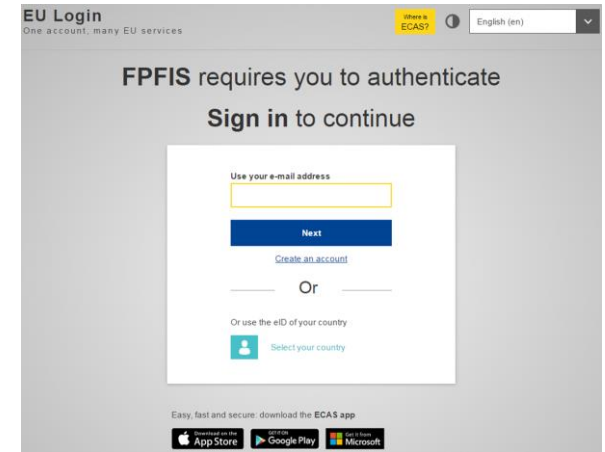 EU Login
One account, many EU services
Where is
ECAS?
English (en)
FPFIS requires you to authenticate
Sign in to continue
Use your e-mail address
Next
Create an account
Or
Or use the eID of your country
Select your country
Easy, fast and secure: download the ECAS app
Download on the
App Store
GET IT ON
Google Play
Get it from
Microsoft